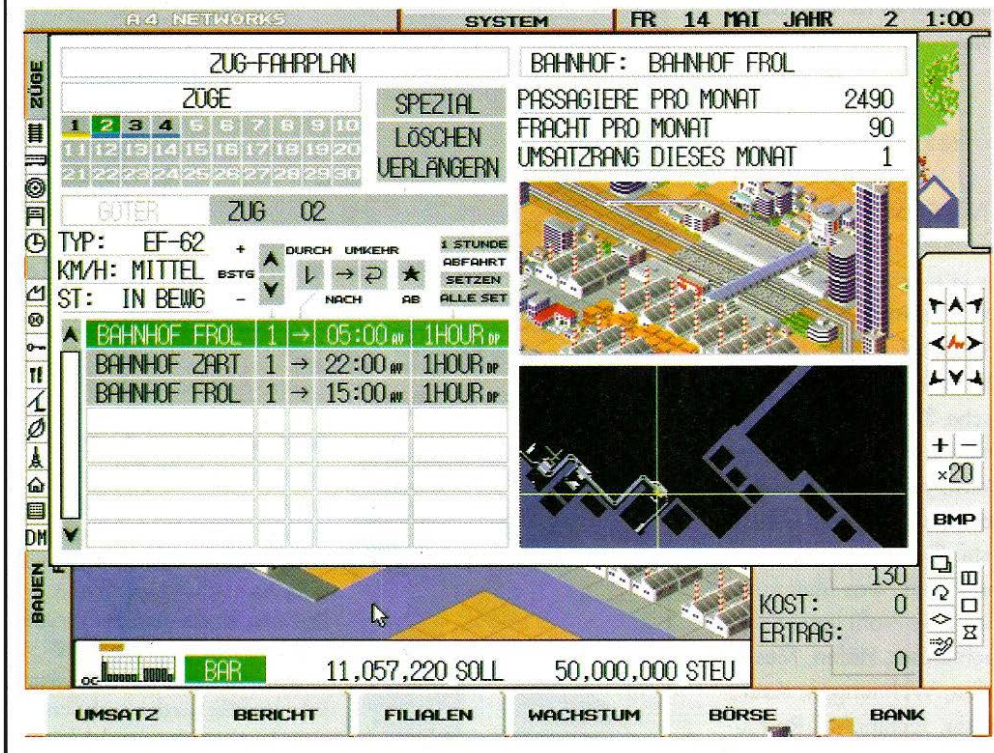 A4 NETWORKS
SYSTEM
FR 14 MAI JAHR 2 1:00
ZÜGE
ZUG-FAHRPLAN
ZÜGE
1 2 3 4 5 6 7 8 9 10
11 12 13 14 15 16 17 18 19 20
21 22 23 24 25 26 27 28 29 30
SPEZIAL
LÖSCHEN
VERLÄNGERN
GÜTER
ZUG 02
TYP: EF-62
KM/H: MITTEL
ST: IN BEWG
+
BSTG
-
DURCH UMKEHR
NACH AB
1 STUNDE
ABFAHRT
SETZEN
ALLE SET
BAHNHOF FROL 1 → 05:00 AV 1HOUR DP
BAHNHOF ZART 1 → 22:00 AV 1HOUR DP
BAHNHOF FROL 1 → 15:00 AV 1HOUR DP
BAHNHOF: BAHNHOF FROL
PASSAGIERE PRO MONAT 2490
FRACHT PRO MONAT 90
UMSATZRANG DIESES MONAT 1
DM
BAUEN
+ -
×20
BMP
130
KOST: 0
ERTRAG:
0
OC
BAR 11,057,220 SOLL 50,000,000 STEU
UMSATZ BERICHT FILIALEN WACHSTUM BÖRSE BANK